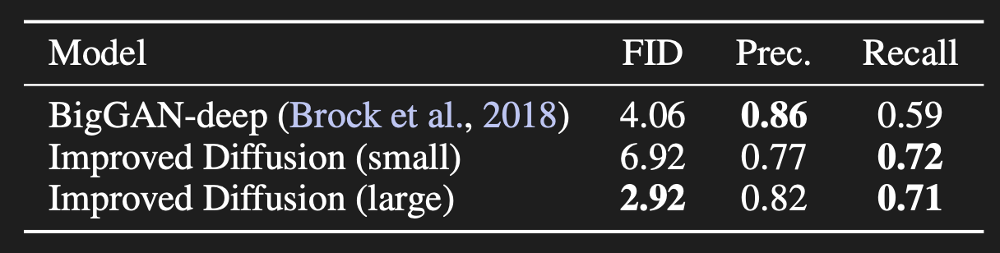 Model FID Prec. Recall
BigGAN-deep (Brock et al., 2018) 4.06 0.86 0.59
Improved Diffusion (small) 6.92 0.77 0.72
Improved Diffusion (large) 2.92 0.82 0.71